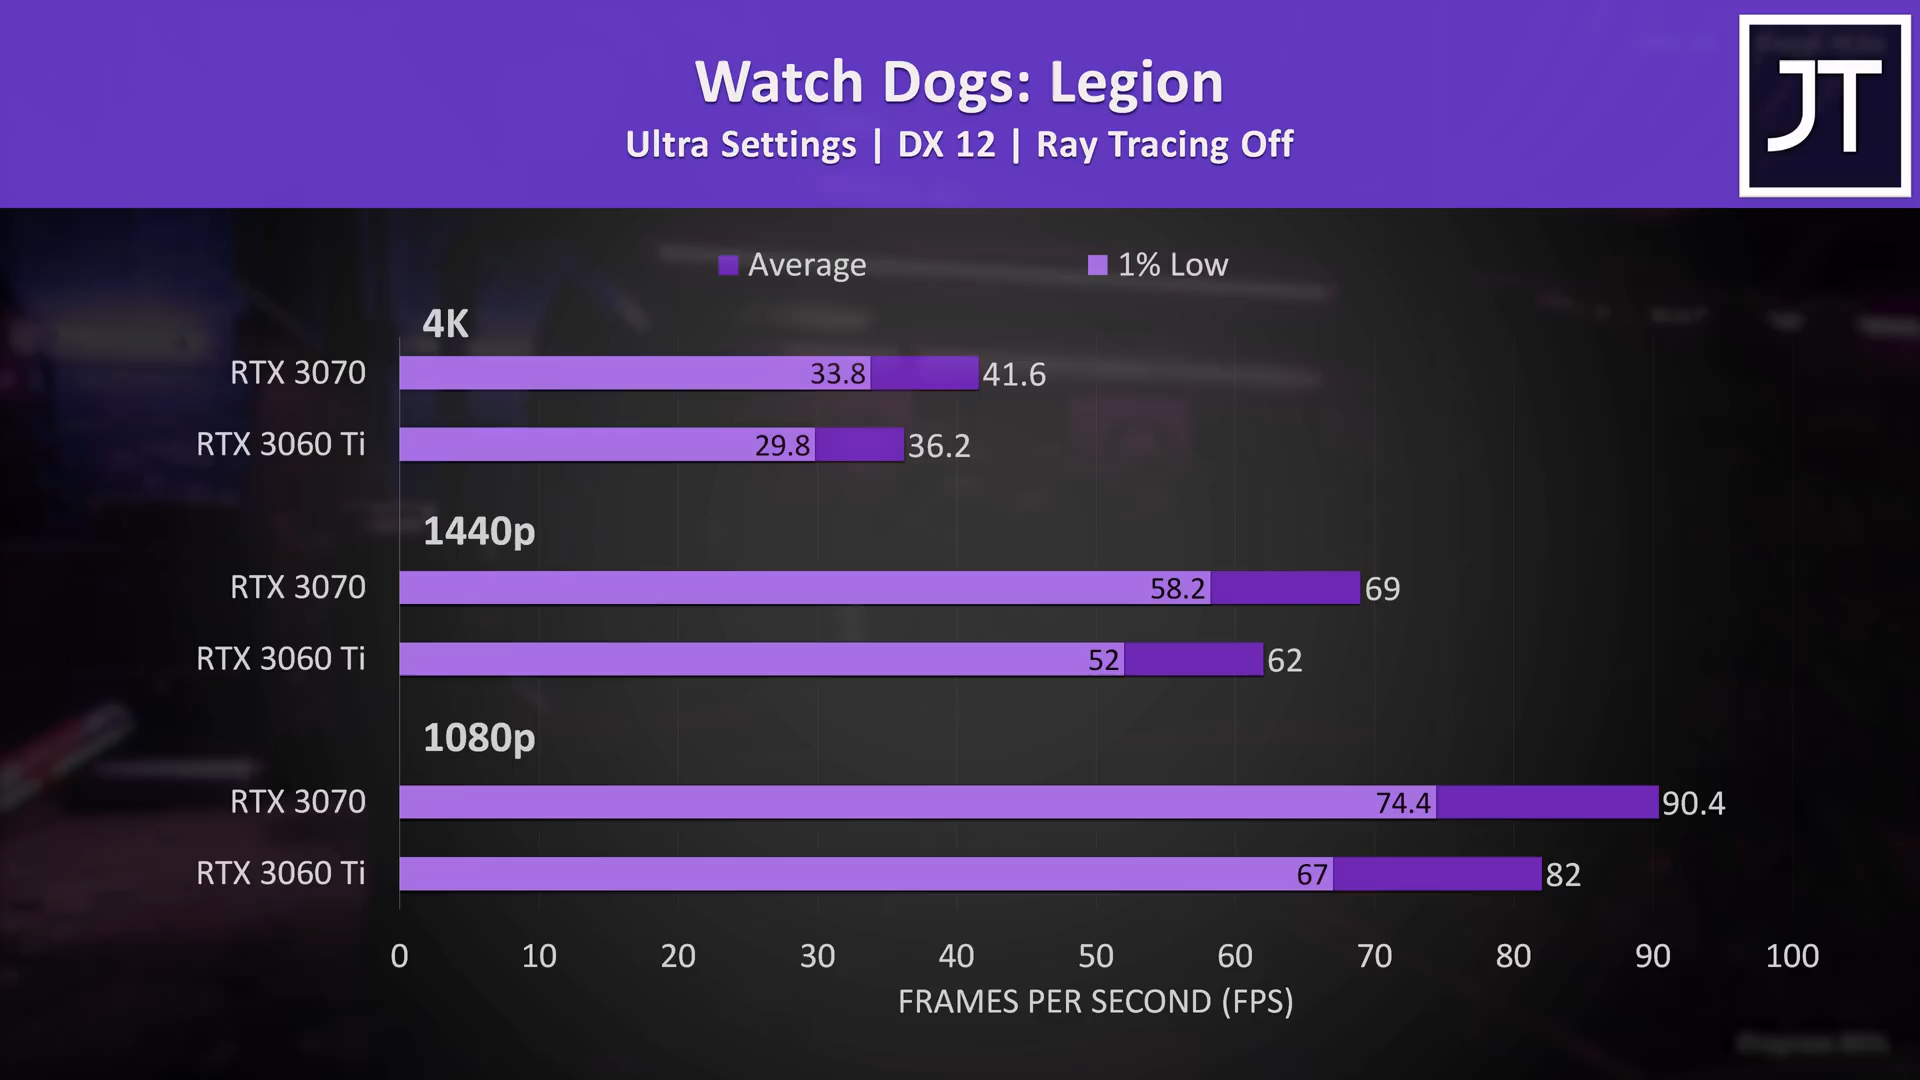 Watch Dogs: Legion
Ultra Settings | DX 12 | Ray Tracing Off
JT
Average 1% Low
4K
RTX 3070 33.8 41.6
RTX 3060 Ti 29.8 36.2
1440p
RTX 3070 58.2 69
RTX 3060 Ti 52 62
1080p
RTX 3070 74.4 90.4
RTX 3060 Ti 67 82
0 10 20 30 40 50 60 70 80 90 100
FRAMES PER SECOND (FPS)